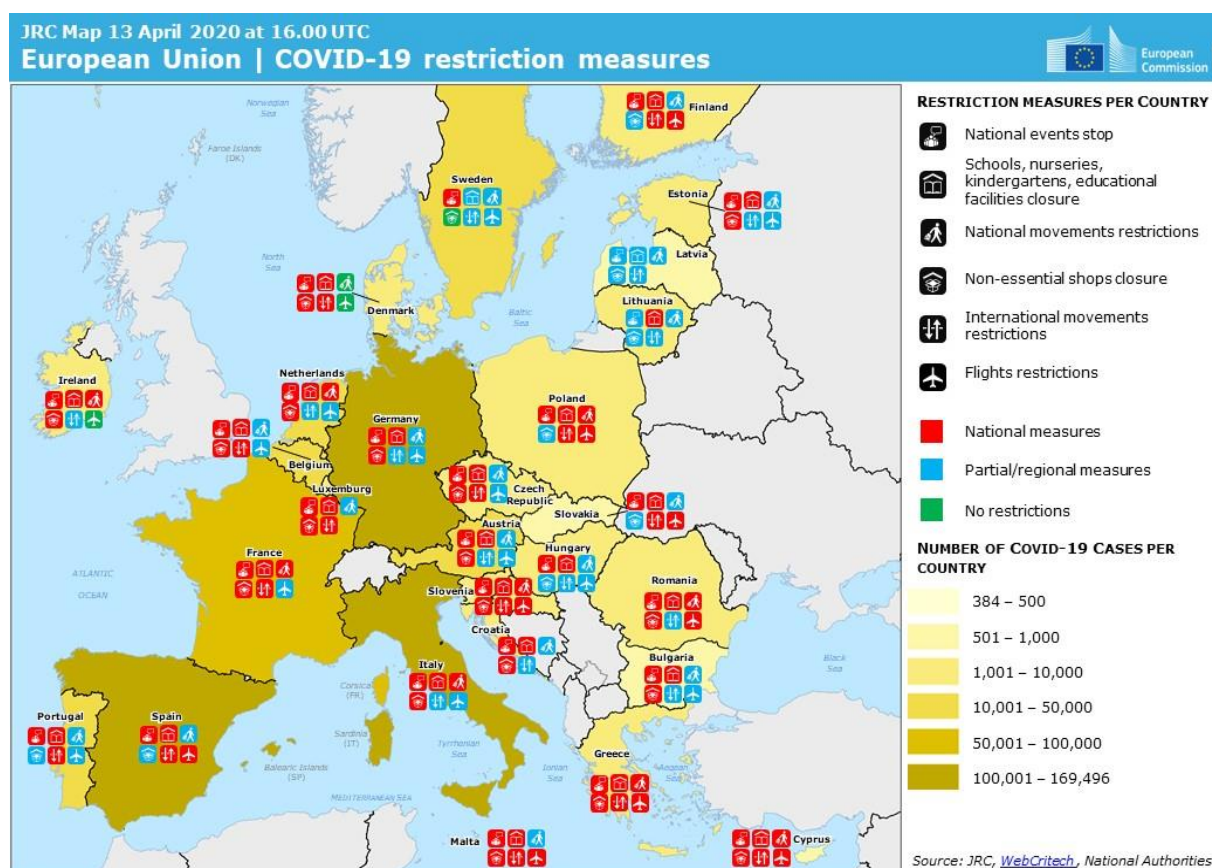 JRC Map 13 April 2020 at 16.00 UTC
European Union | COVID-19 restriction measures
European
Commission
Norwegian
Sea
Faroe Islands
(DK)
Finland
Sweden
Estonia
North
Sea
Latvia
Denmark
Lithuania
Baltic
Sea
Ireland
Netherlands
Poland
Germany
Belgium
Luxemburg
Czech
Republic
Slovakia
Austria
Hungary
France
ATLANTIC
OCEAN
Romania
Slovenia
Croatia
Black
Sea
Bulgaria
Italy
Corsica
(FR)
Portugal
Spain
Sardinia
(IT)
Tyrrhenian
Sea
Ionian
Sea
Greece
Aegean
Sea
Balearic Islands
(SP)
MEDITERRANEAN SEA
Malta
Cyprus
RESTRICTION MEASURES PER COUNTRY
National events stop
Schools, nurseries,
kindergartens, educational
facilities closure
National movements restrictions
Non-essential shops closure
International movements
restrictions
Flights restrictions
National measures
Partial/regional measures
No restrictions
NUMBER OF COVID-19 CASES PER
COUNTRY
384 – 500
501 – 1,000
1,001 – 10,000
10,001 – 50,000
50,001 – 100,000
100,001 – 169,496
Source: JRC, WebCritech , National Authorities